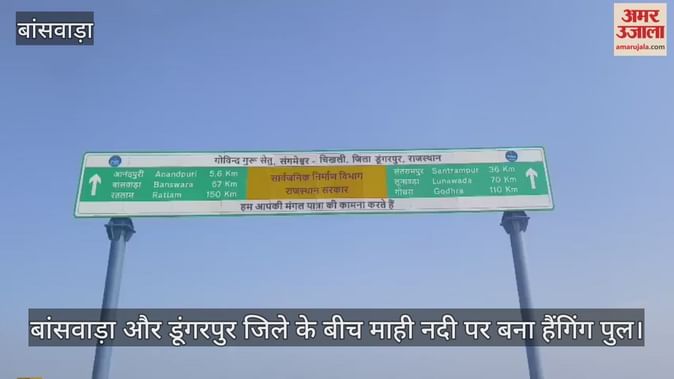 बांसवाड़ा
अमर
उजाला
amarujala.com
गोविन्द गुरू सेतु, संगमेश्वर - चिखली, जिला डूंगरपुर, राजस्थान
आनंदपुरी Anandpuri 5.6 Km
बांसवाड़ा Banswara 57 Km
रतलाम Ratlam 150 Km
सार्वजनिक निर्माण विभाग
राजस्थान सरकार
संतरामपुर Santrampur 36 Km
लूनावाड़ा Lunawada 70 Km
गोधरा Godhra 110 Km
हम आपकी मंगल यात्रा की कामना करते हैं
बांसवाड़ा और डूंगरपुर जिले के बीच माही नदी पर बना हैंगिंग पुल।